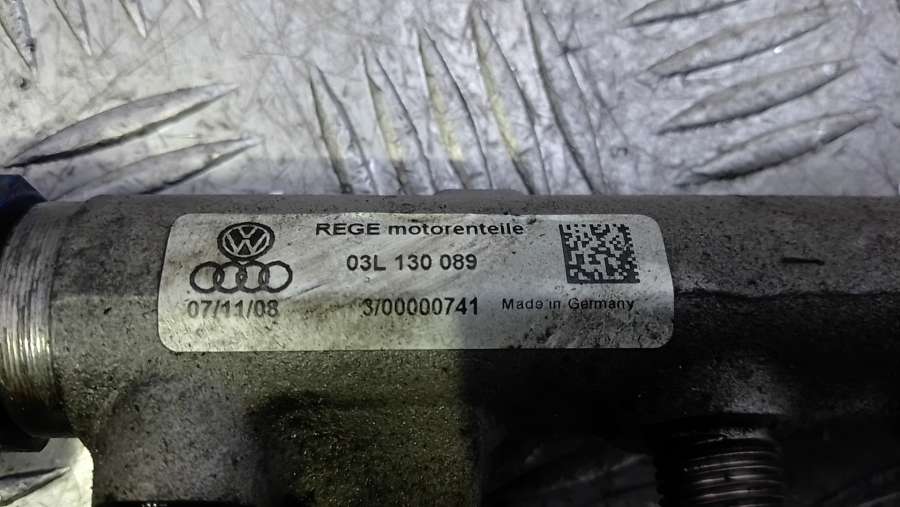 REGE motorenteile
03L 130 089
07/11/08 3/00000741 Made in Germany